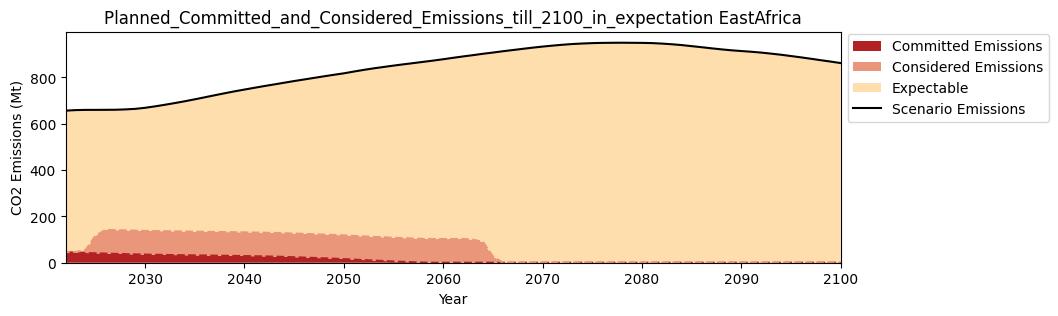 Planned_Committed_and_Considered_Emissions_till_2100_in_expectation EastAfrica
Committed Emissions
Considered Emissions
Expectable
Scenario Emissions
CO2 Emissions (Mt)
800
600
400
200
0
2030 2040 2050 2060 2070 2080 2090 2100
Year